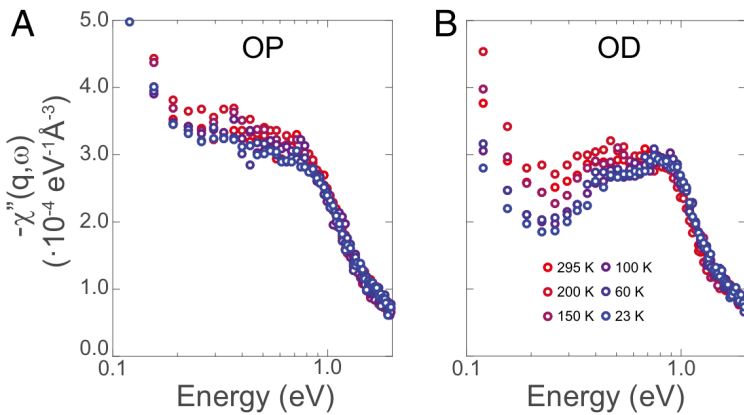 A
OP
B
OD
-χ”(q,ω)
(·10⁻⁴ eV⁻¹Å⁻³)
5.0
4.0
3.0
2.0
1.0
0.0
0.1
1.0
Energy (eV)
0.1
1.0
Energy (eV)
295 K
100 K
200 K
60 K
150 K
23 K